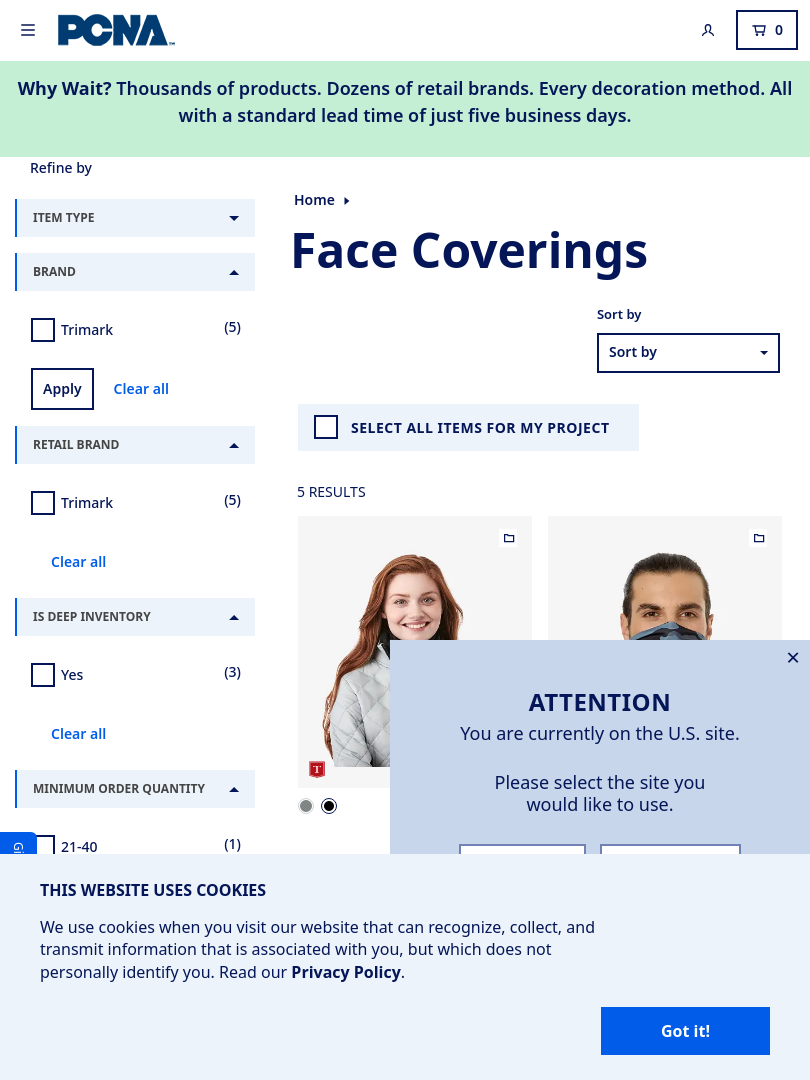 PCNA
0
Why Wait? Thousands of products. Dozens of retail brands. Every decoration method. All
with a standard lead time of just five business days.
Refine by
ITEM TYPE
BRAND
Trimark
(5)
Apply
Clear all
RETAIL BRAND
Trimark
(5)
Clear all
IS DEEP INVENTORY
Yes
(3)
Clear all
MINIMUM ORDER QUANTITY
21-40
(1)
Home
Face Coverings
Sort by
Sort by
SELECT ALL ITEMS FOR MY PROJECT
5 RESULTS
T
ATTENTION
You are currently on the U.S. site.
Please select the site you
would like to use.
THIS WEBSITE USES COOKIES
We use cookies when you visit our website that can recognize, collect, and
transmit information that is associated with you, but which does not
personally identify you. Read our Privacy Policy.
Got it!